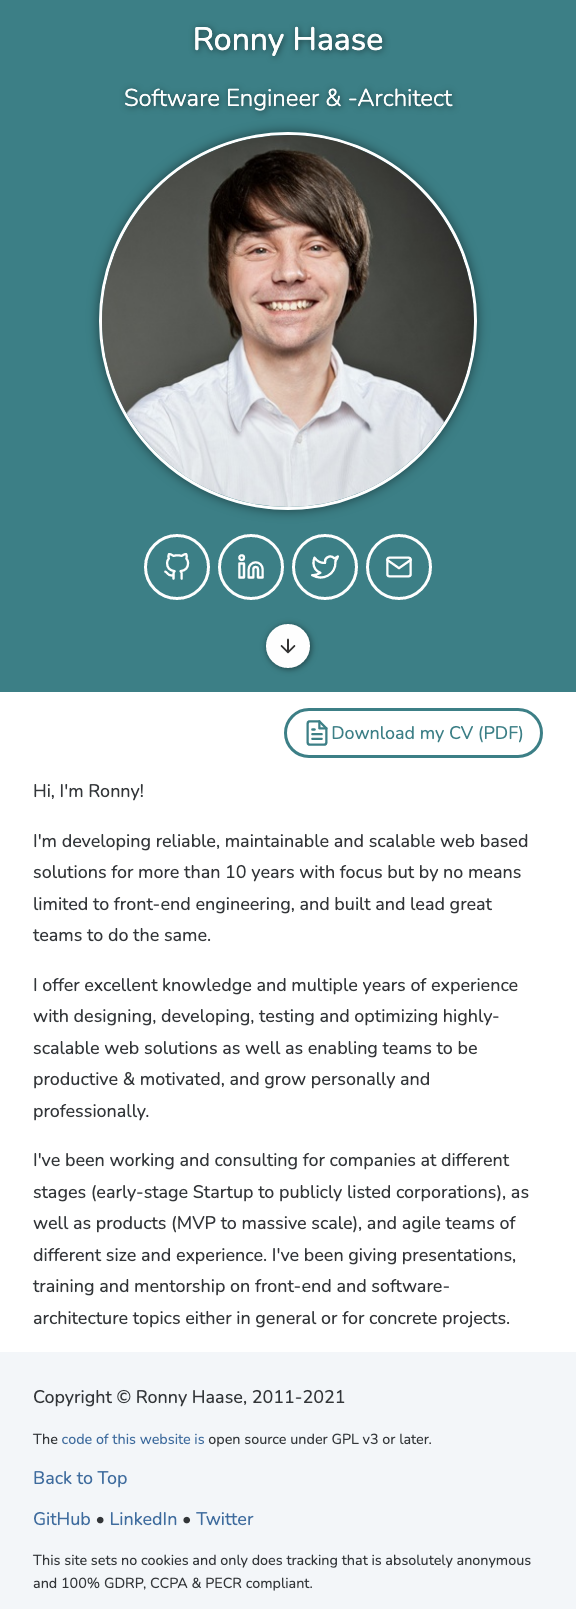 Ronny Haase
Software Engineer & -Architect
Download my CV (PDF)
Hi, I'm Ronny!
I'm developing reliable, maintainable and scalable web based
solutions for more than 10 years with focus but by no means
limited to front-end engineering, and built and lead great
teams to do the same.
I offer excellent knowledge and multiple years of experience
with designing, developing, testing and optimizing highly-
scalable web solutions as well as enabling teams to be
productive & motivated, and grow personally and
professionally.
I've been working and consulting for companies at different
stages (early-stage Startup to publicly listed corporations), as
well as products (MVP to massive scale), and agile teams of
different size and experience. I've been giving presentations,
training and mentorship on front-end and software-
architecture topics either in general or for concrete projects.
Copyright © Ronny Haase, 2011-2021
The code of this website is open source under GPL v3 or later.
Back to Top
GitHub • LinkedIn • Twitter
This site sets no cookies and only does tracking that is absolutely anonymous
and 100% GDRP, CCPA & PECR compliant.